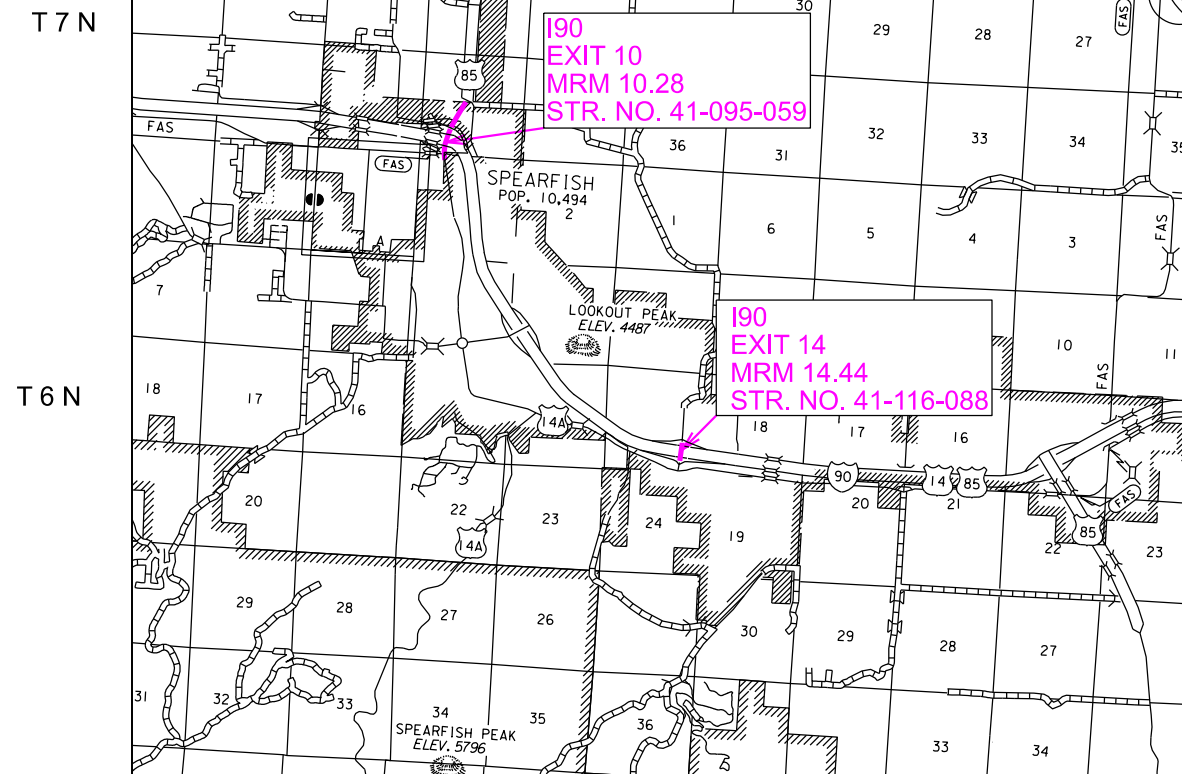 T7N
30
29
28
27
FAS
I90
EXIT 10
MRM 10.28
STR. NO. 41-095-059
85
FAS
FAS
36
31
32
33
34
35
SPEARFISH
POP. 10,494
2
1
6
5
4
3
FAS
A
7
LOOKOUT PEAK
ELEV. 4487
I90
EXIT 14
MRM 14.44
STR. NO. 41-116-088
10
11
FAS
T6N
18
17
16
14A
18
17
16
90
14
85
20
22
23
24
19
20
21
FAS
85
22
23
14A
29
28
27
26
30
29
28
27
31
32
33
34
35
36
33
34
SPEARFISH PEAK
ELEV. 5796